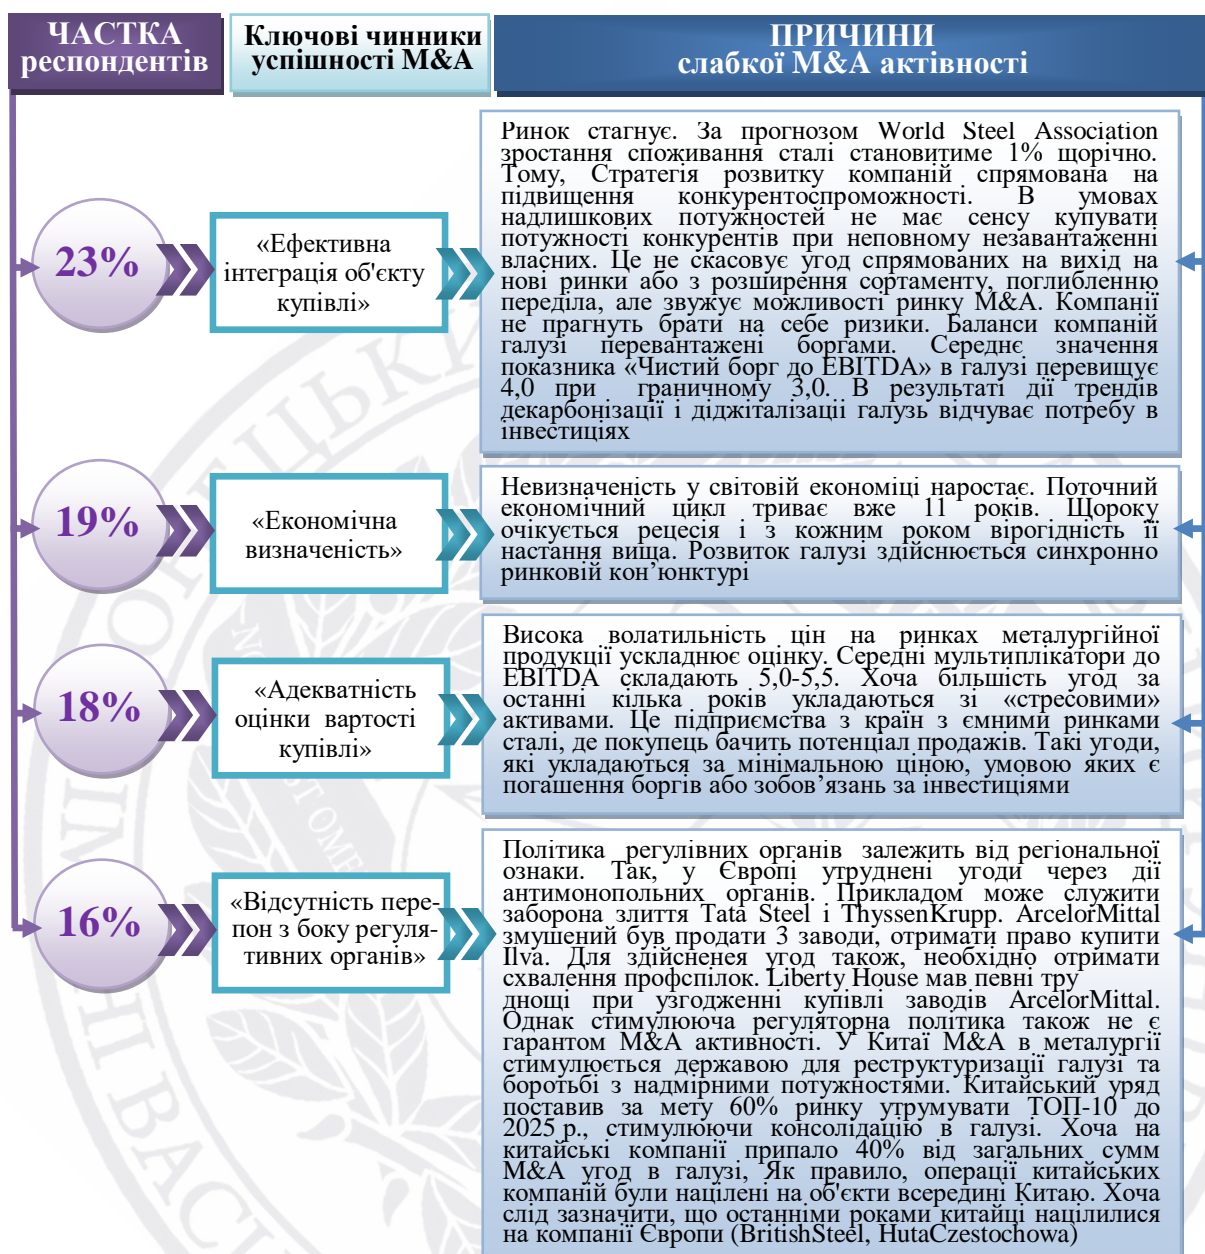 ЧАСТКА
респондентів
Ключові чинники
успішності M&A
ПРИЧИНИ
слабкої M&A актівності
23%
«Ефективна
інтеграція об'єкту
купівлі»
Ринок стагнує. За прогнозом World Steel Association
зростання споживання сталі становитиме 1% щорічно.
Тому, Стратегія розвитку компаній спрямована на
підвищення конкурентоспроможності. В умовах
надлишкових потужностей не має сенсу купувати
потужності конкурентів при неповному незавантаженні
власних. Це не скасовує угод спрямованих на вихід на
нові ринки або з розширення сортаменту, поглибленню
переділа, але звужує можливості ринку M&A. Компанії
не прагнуть брати на себе ризики. Баланси компаній
галузі перевантажені боргами. Середнє значення
показника «Чистий борг до EBITDA» в галузі перевищує
4,0 при граничному 3,0. В результаті дії трендів
декарбонізації і діджіталізації галузь відчуває потребу в
інвестиціях
19%
«Економічна
визначеність»
Невизначеність у світовій економіці наростає. Поточний
економічний цикл триває вже 11 років. Щороку
очікується рецесія і з кожним роком вірогідність її
настання вища. Розвиток галузі здійснюється синхронно
ринковій кон’юнктурі
18%
«Адекватність
оцінки вартості
купівлі»
Висока волатильність цін на ринках металургійної
продукції ускладнює оцінку. Середні мультиплікатори до
EBITDA складають 5,0-5,5. Хоча більшість угод за
останні кілька років укладаються зі «стресовими»
активами. Це підприємства з країн з ємними ринками
сталі, де покупець бачить потенціал продажів. Такі угоди,
які укладаються за мінімальною ціною, умовою яких є
погашення боргів або зобов’язань за інвестиціями
16%
«Відсутність пере-
пон з боку регуля-
тивних органів»
Політика регулівних органів залежить від регіональної
ознаки. Так, у Європі утруднені угоди через дії
антимонопольних органів. Прикладом може служити
заборона злиття Tata Steel і ThyssenKrupp. ArcelorMittal
змушений був продати 3 заводи, отримати право купити
Ilva. Для здійсненея угод також, необхідно отримати
схвалення профспілок. Liberty House мав певні тру
днощі при узгодженні купівлі заводів ArcelorMittal.
Однак стимулююча регуляторна політика також не є
гарантом M&A активності. У Китаї M&A в металургії
стимулюється державою для реструктуризації галузі та
боротьбі з надмірними потужностями. Китайський уряд
поставив за мету 60% ринку утримувати ТОП-10 до
2025 р., стимулюючи консолідацію в галузі. Хоча на
китайські компанії припало 40% від загальних сумм
M&A угод в галузі, Як правило, операції китайських
компаній були націлені на об'єкти всередині Китаю. Хоча
слід зазначити, що останніми роками китайці націлилися
на компанії Європи (BritishSteel, HutaCzestochowa)